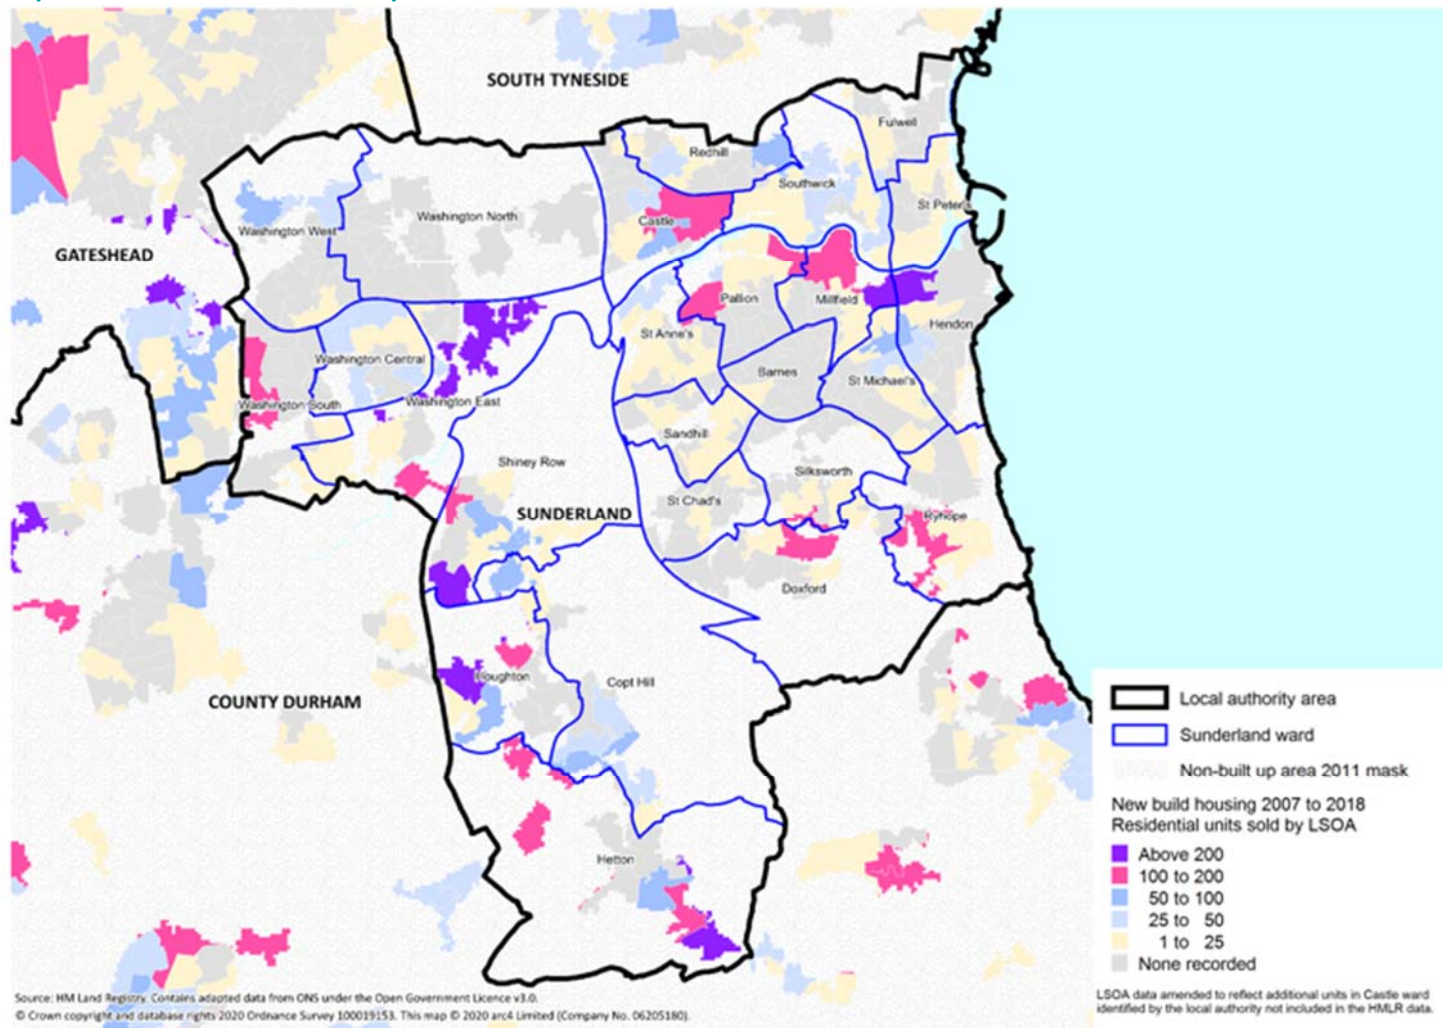 SOUTH TYNESIDE
Fulwell
Redhill
Southwick
St Peter's
Castle
Washington North
Washington West
GATESHEAD
Pallion
Millfield
Hendon
St Anne's
Washington Central
Barnes
St Michael's
Washington South
Washington East
Sandhill
Shiney Row
Silksworth
St Chad's
SUNDERLAND
Ryhope
Doxford
Houghton
Copt Hill
COUNTY DURHAM
Hetton
Local authority area
Sunderland ward
Non-built up area 2011 mask
New build housing 2007 to 2018
Residential units sold by LSOA
Above 200
100 to 200
50 to 100
25 to 50
1 to 25
None recorded
LSOA data amended to reflect additional units in Castle ward
identified by the local authority not included in the HMLR data.
Source: HM Land Registry. Contains adapted data from ONS under the Open Government Licence v3.0.
© Crown copyright and database rights 2020 Ordnance Survey 100019153. This map © 2020 arc4 Limited (Company No. 06205180).